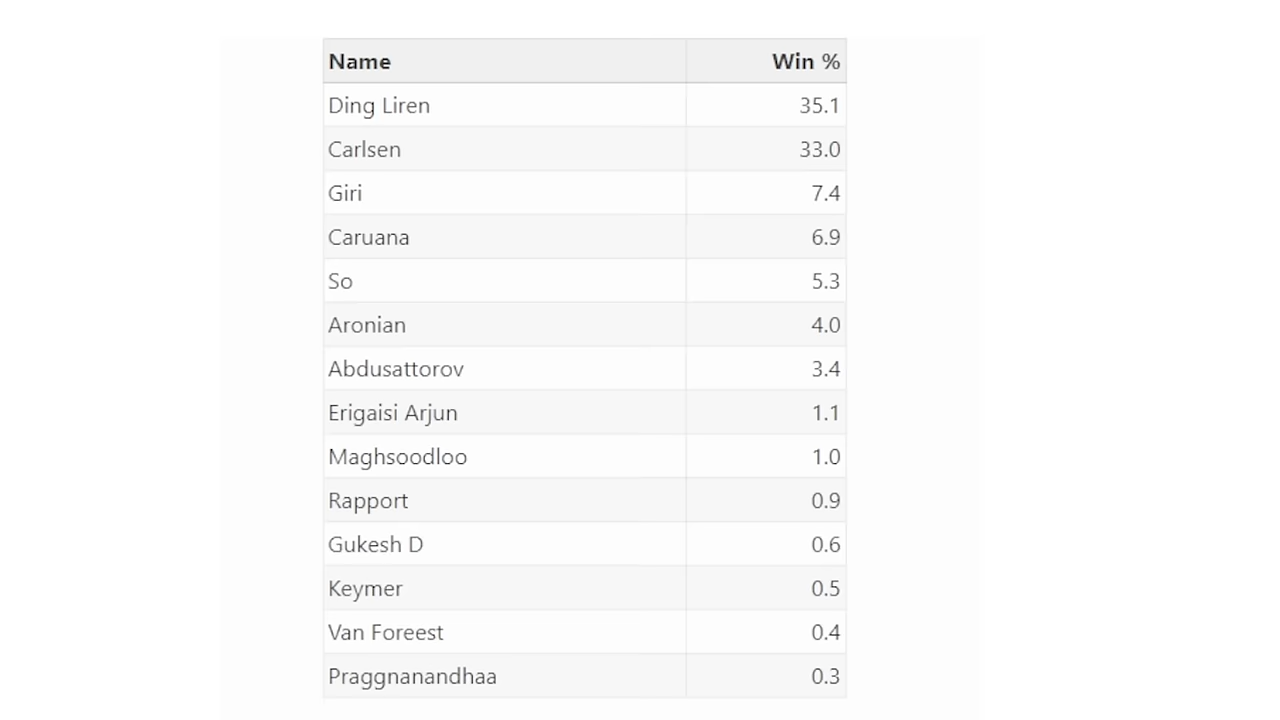 Name Win %
Ding Liren 35.1
Carlsen 33.0
Giri 7.4
Caruana 6.9
So 5.3
Aronian 4.0
Abdusattorov 3.4
Erigaisi Arjun 1.1
Maghsoodloo 1.0
Rapport 0.9
Gukesh D 0.6
Keymer 0.5
Van Foreest 0.4
Praggnanandhaa 0.3